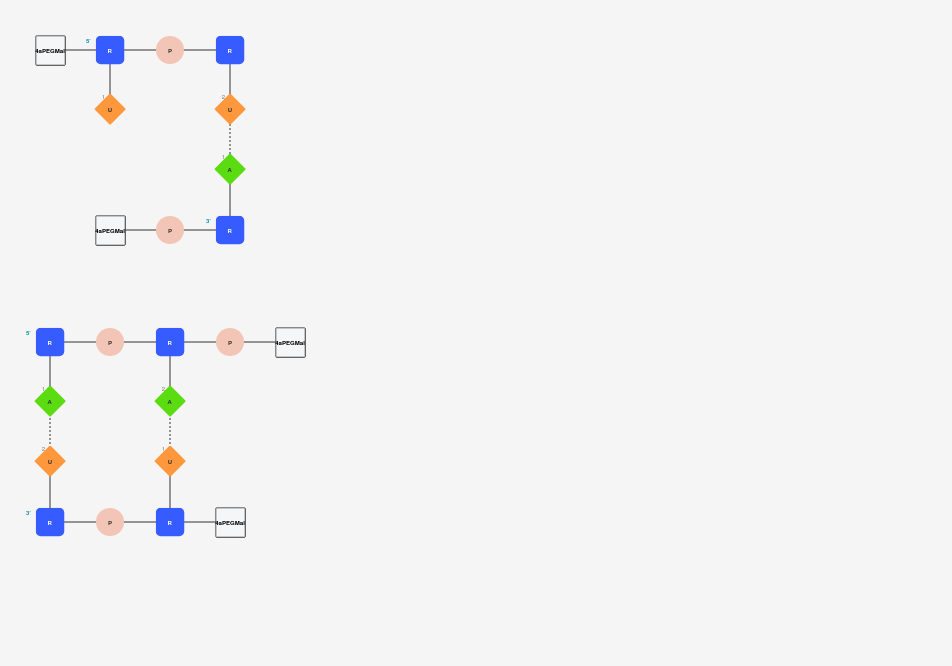 4aPEGMal 5' R P R
1 U 2 U
1 A
4aPEGMal P 3' R
5' R P R P 4aPEGMal
1 A 2 A
2 U 1 U
3' R P R 4aPEGMal